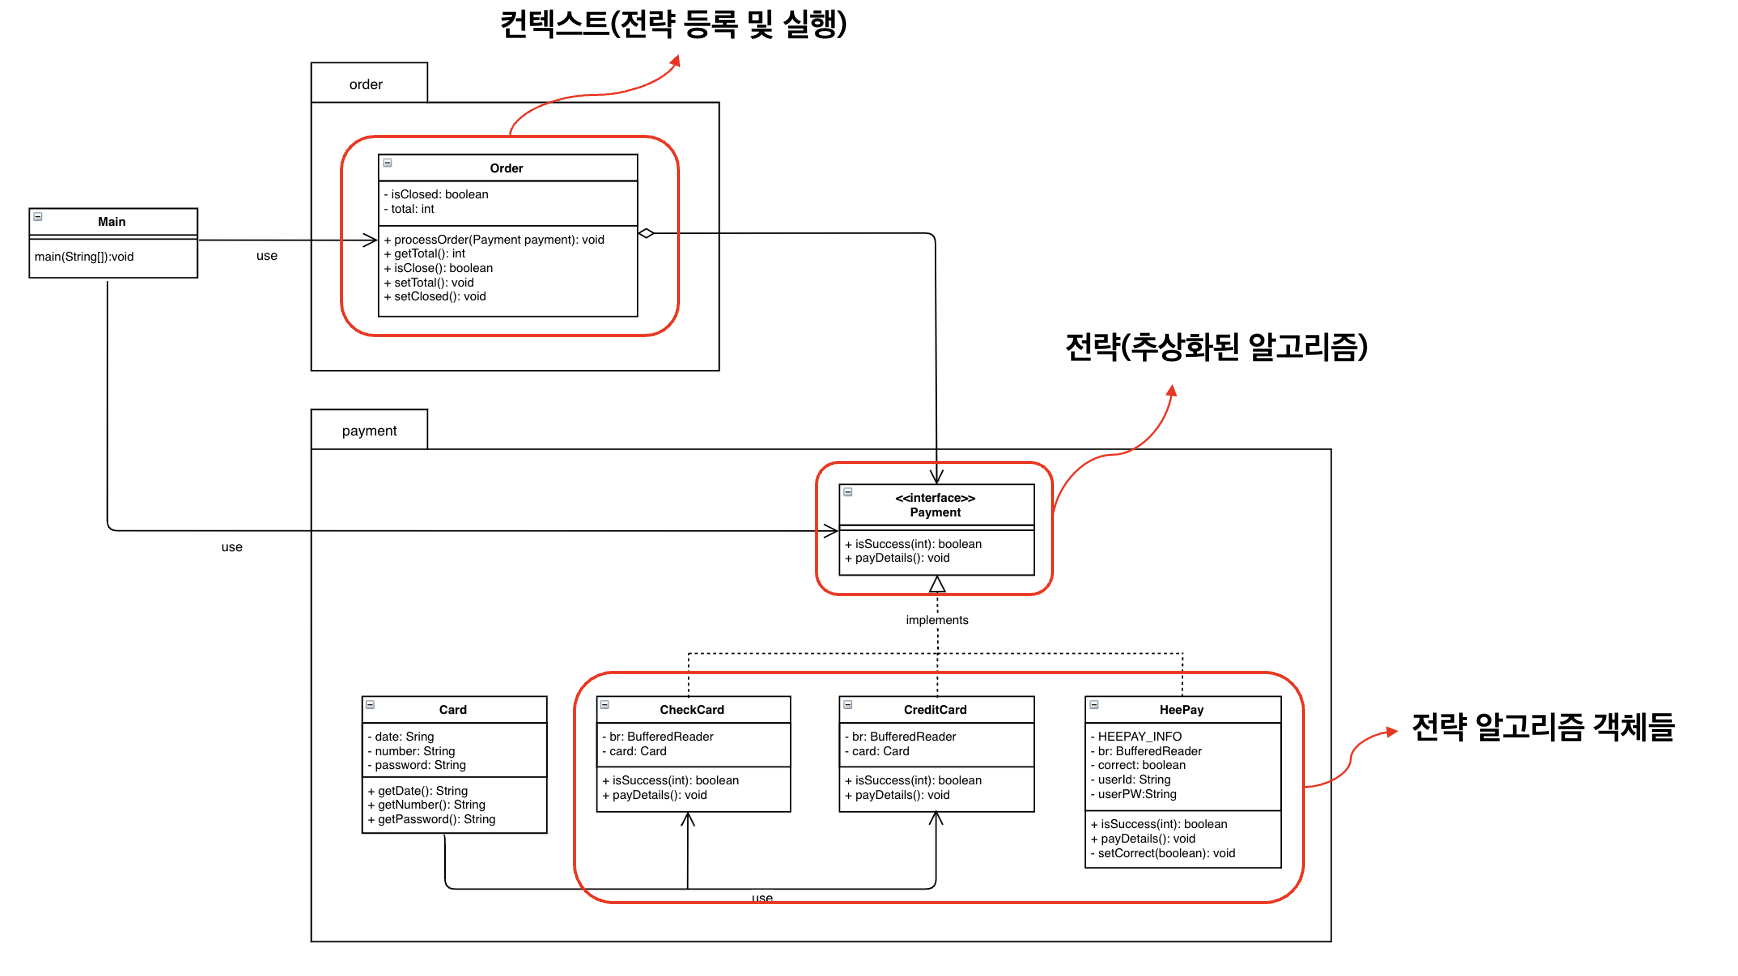 컨텍스트(전략 등록 및 실행)
order
Order
- isClosed: boolean
- total: int
+ processOrder(Payment payment): void
+ getTotal(): int
+ isClose(): boolean
+ setTotal(): void
+ setClosed(): void
Main
main(String[]):void
use
전략(추상화된 알고리즘)
payment
<<interface>>
Payment
+ isSuccess(int): boolean
+ payDetails(): void
use
implements
Card
- date: Sring
- number: String
- password: String
+ getDate(): String
+ getNumber(): String
+ getPassword(): String
CheckCard
- br: BufferedReader
- card: Card
+ isSuccess(int): boolean
+ payDetails(): void
CreditCard
- br: BufferedReader
- card: Card
+ isSuccess(int): boolean
+ payDetails(): void
HeePay
- HEEPAY_INFO
- br: BufferedReader
- correct: boolean
- userId: String
- userPW:String
+ isSuccess(int): boolean
+ payDetails(): void
- setCorrect(boolean): void
전략 알고리즘 객체들
use